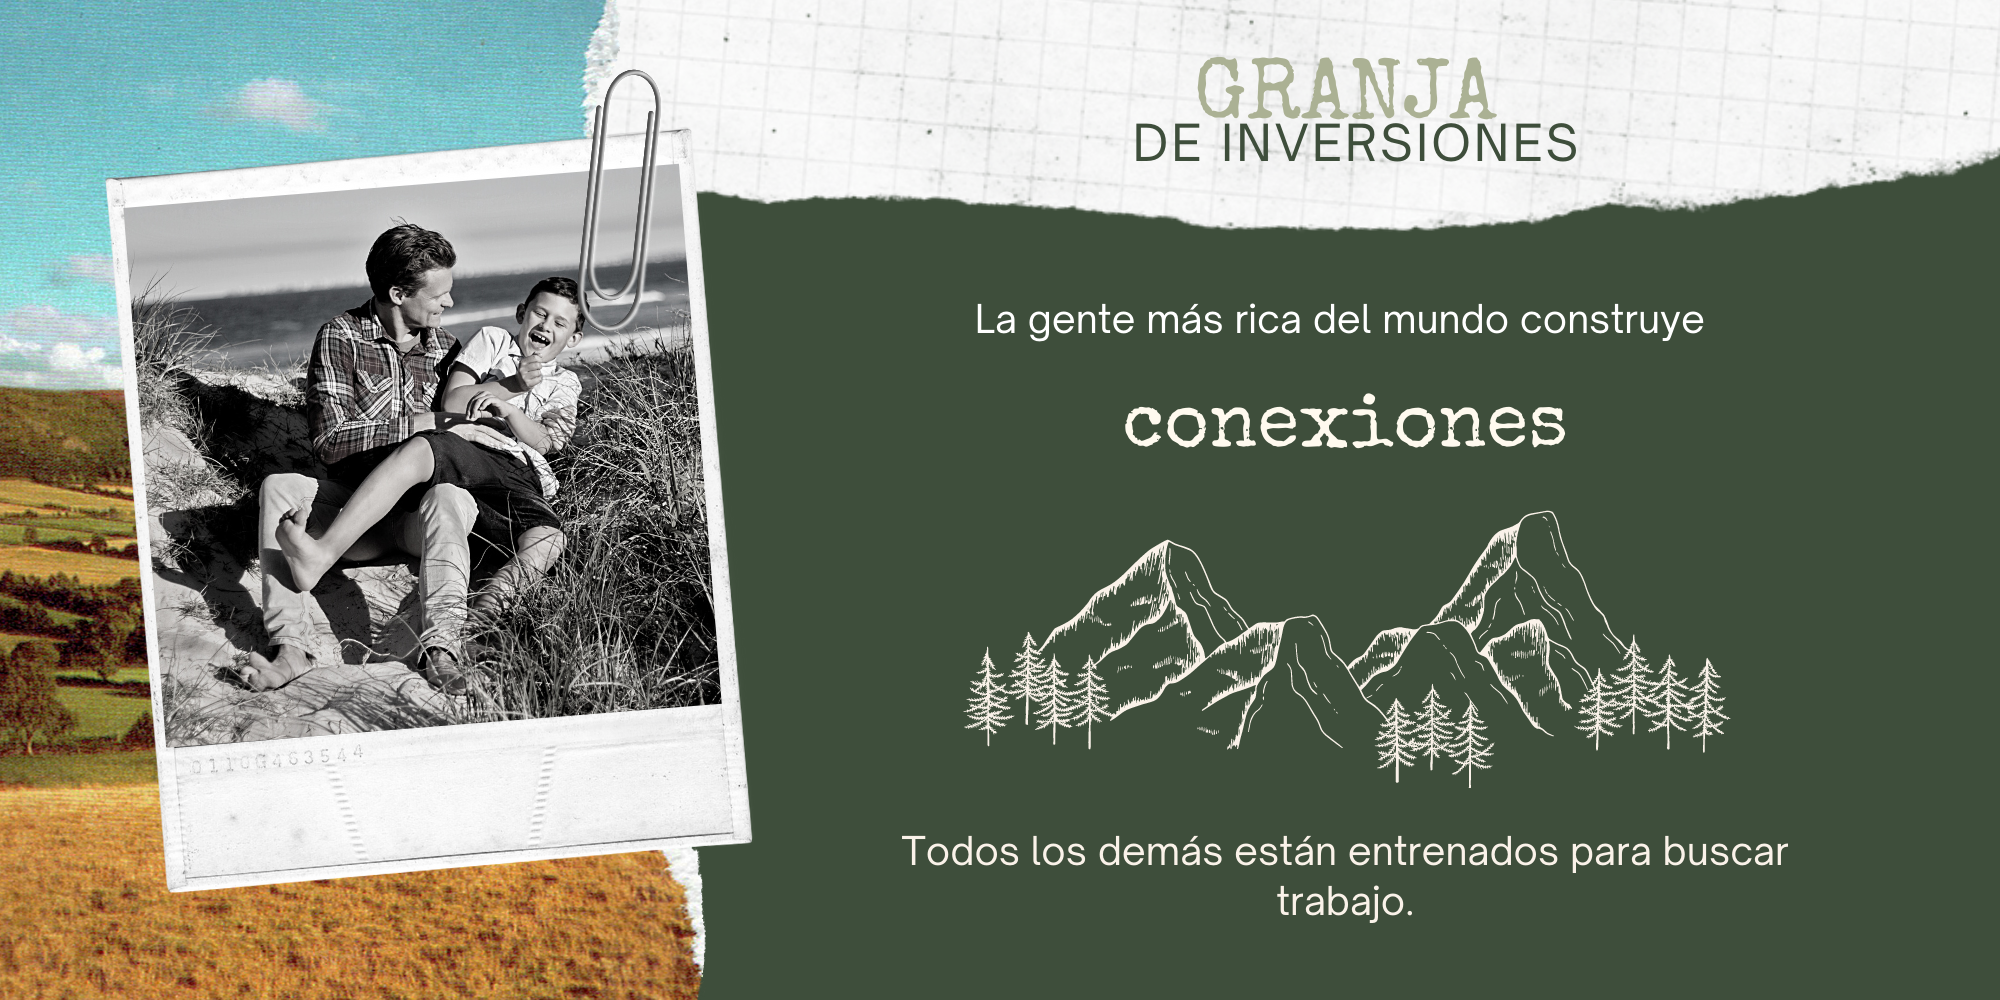 GRANJA
DE INVERSIONES
La gente más rica del mundo construye
conexiones
Todos los demás están entrenados para buscar
trabajo.
0110G463544